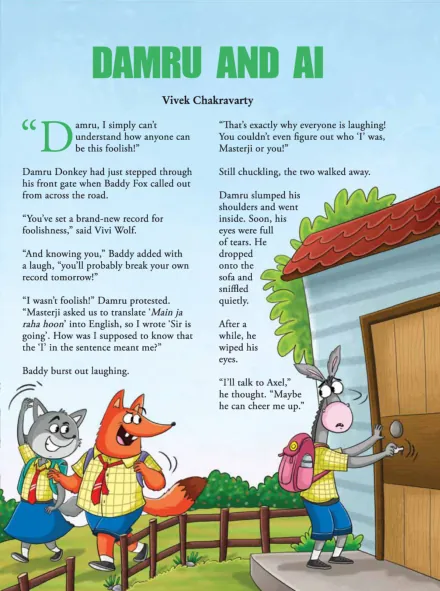 DAMRU AND AI
Vivek Chakravarty
“Damru, I simply can’t
understand how anyone can
be this foolish!”
Damru Donkey had just stepped through
his front gate when Baddy Fox called out
from across the road.
“You’ve set a brand-new record for
foolishness,” said Vivi Wolf.
“And knowing you,” Baddy added with
a laugh, “you’ll probably break your own
record tomorrow!”
“I wasn’t foolish!” Damru protested.
“Masterji asked us to translate ‘Main ja
raha hoon’ into English, so I wrote ‘Sir is
going’. How was I supposed to know that
the ‘I’ in the sentence meant me?”
Baddy burst out laughing.
“That’s exactly why everyone is laughing!
You couldn’t even figure out who ‘I’ was,
Masterji or you!”
Still chuckling, the two walked away.
Damru slumped his
shoulders and went
inside. Soon, his
eyes were full
of tears. He
dropped
onto the
sofa and
sniffled
quietly.
After a
while, he
wiped his
eyes.
“I’ll talk to Axel,”
he thought. “Maybe
he can cheer me up.”